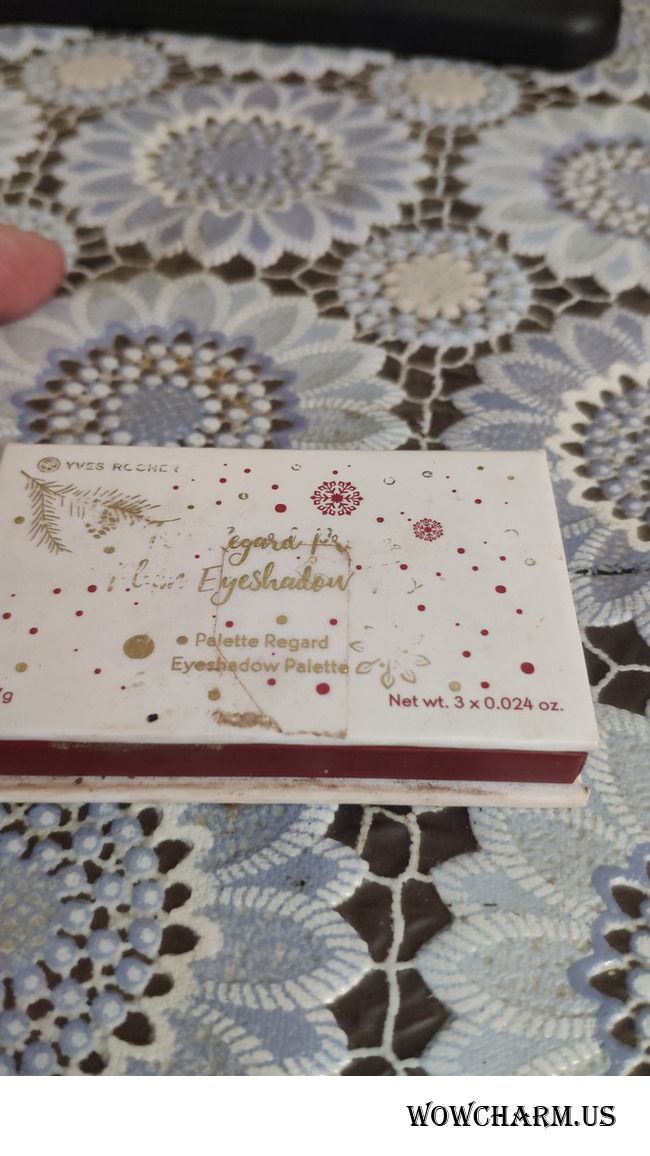 YVES ROCHER
Eyeshadow
Palette Regard
Eyeshadow Palette
Net wt. 3 x 0.024 oz.
WOWCHARM.US